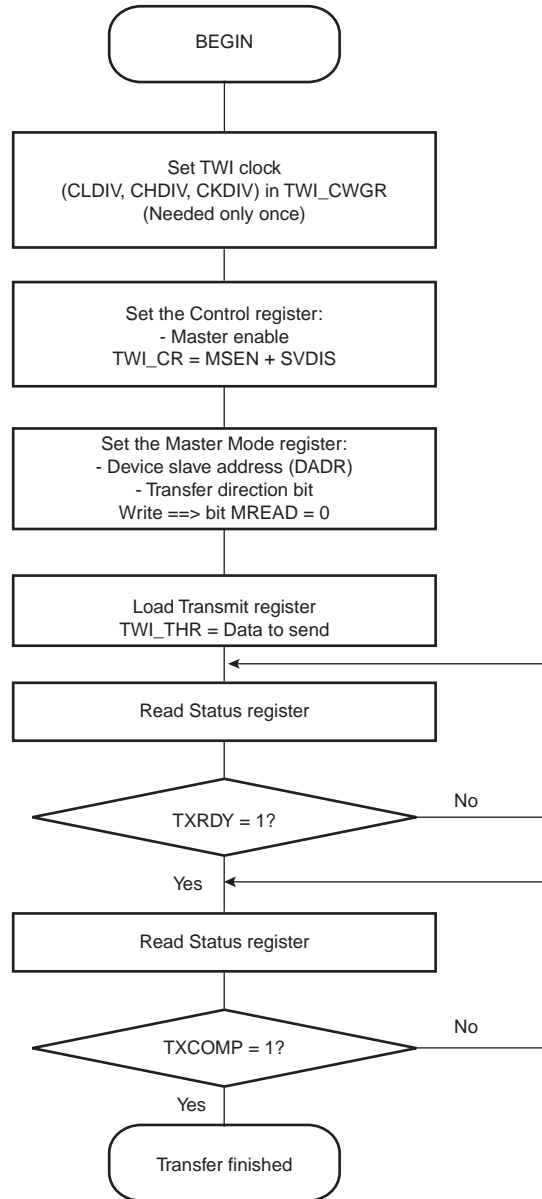 BEGIN
Set TWI clock
(CLDIV, CHDIV, CKDIV) in TWI_CWGR
(Needed only once)
Set the Control register:
- Master enable
TWI_CR = MSEN + SVDIS
Set the Master Mode register:
- Device slave address (DADR)
- Transfer direction bit
Write ==> bit MREAD = 0
Load Transmit register
TWI_THR = Data to send
Read Status register
TXRDY = 1?
No
Yes
Read Status register
TXCOMP = 1?
No
Yes
Transfer finished